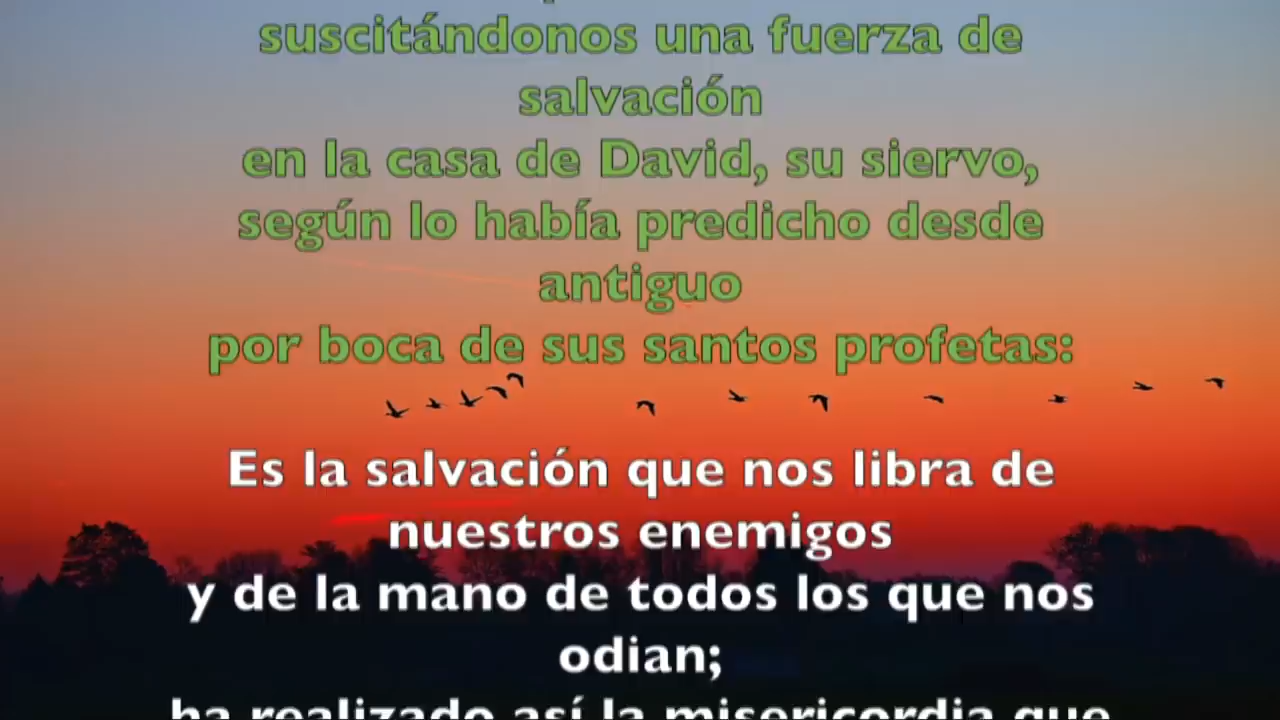 suscitándonos una fuerza de
salvación
en la casa de David, su siervo,
según lo había predicho desde
antiguo
por boca de sus santos profetas:
Es la salvación que nos libra de
nuestros enemigos
y de la mano de todos los que nos
odian;
ha realizado así la misericordia que